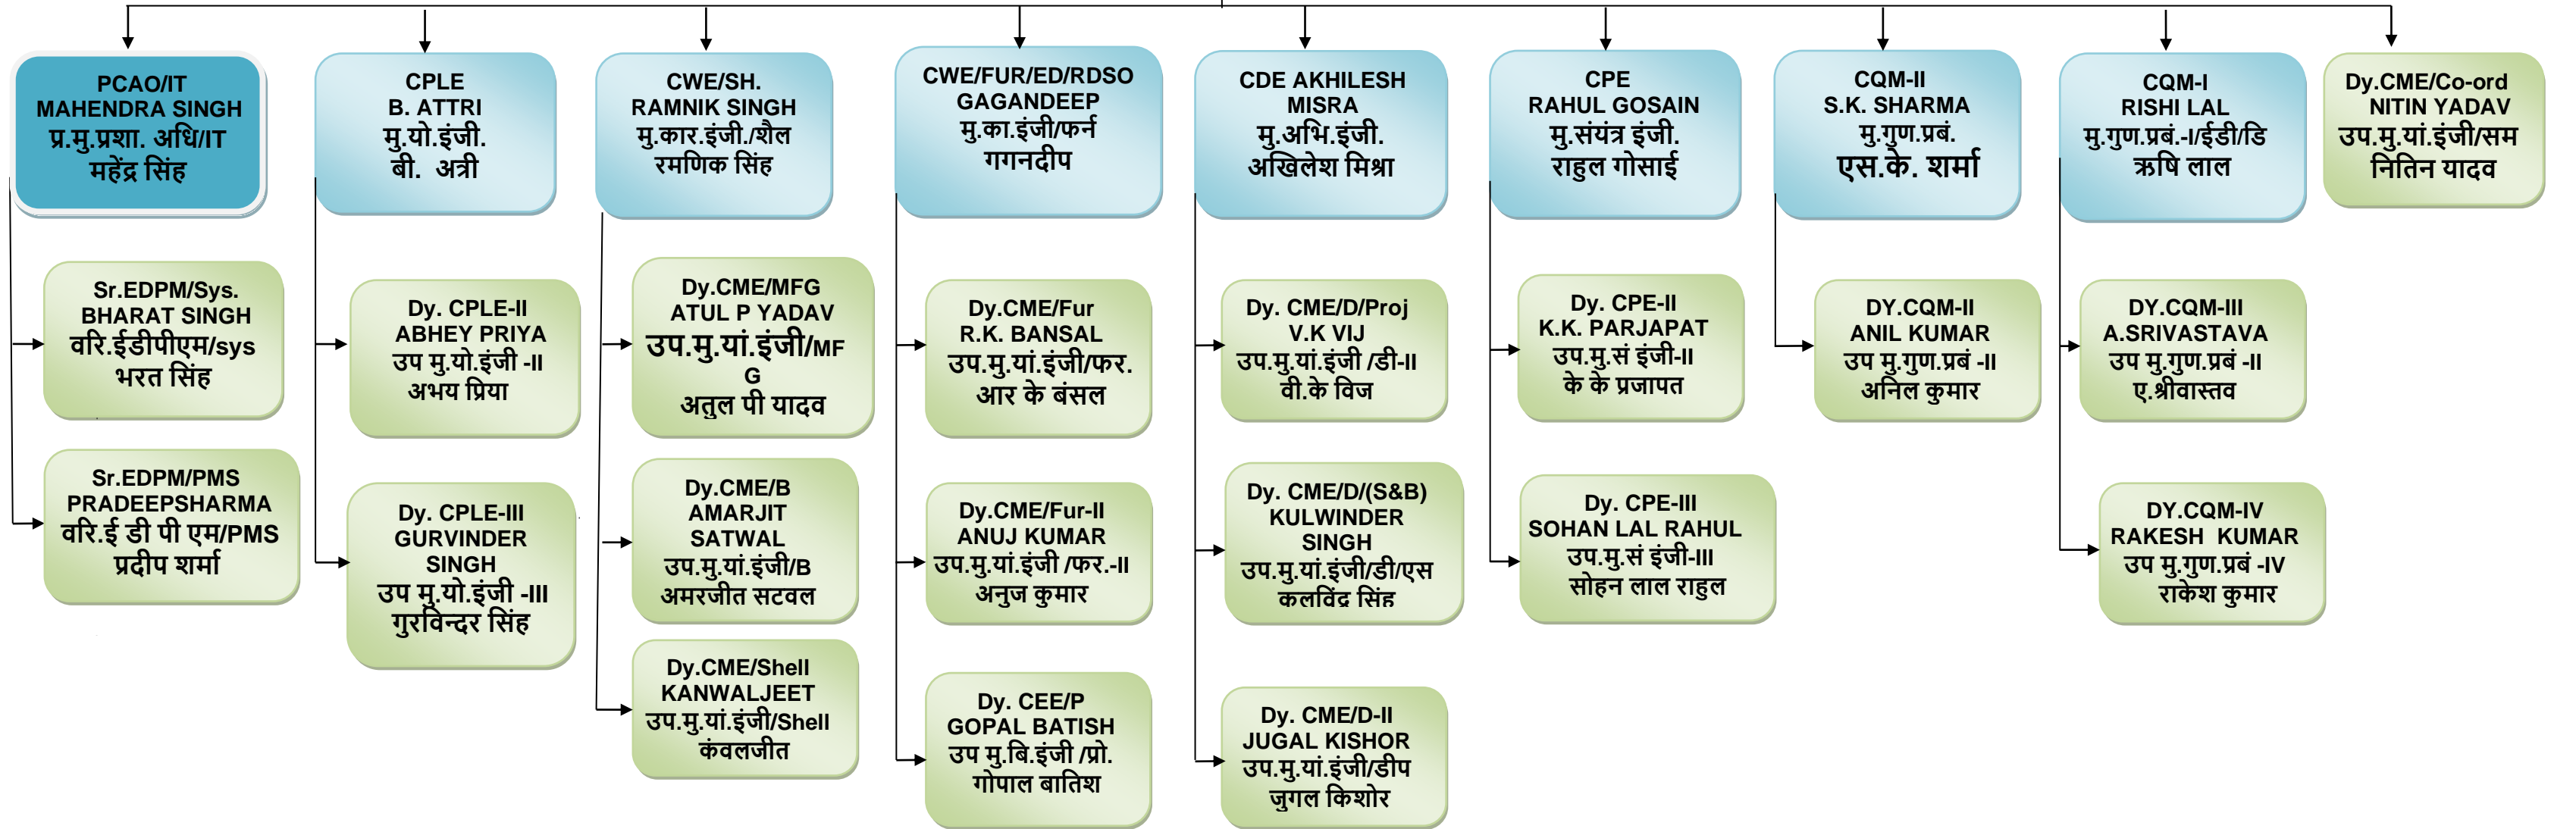 PCAO/IT
MAHENDRA SINGH
प्र.मु.प्रशा. अधि/IT
महेंद्र सिंह
CPLE
B. ATTRI
मु.यो.इंजी.
बी. अत्री
CWE/SH.
RAMNIK SINGH
मु.कार.इंजी./शैल
रमणिक सिंह
CWE/FUR/ED/RDSO
GAGANDEEP
मु.का.इंजी/फर्न
गगनदीप
CDE AKHILESH
MISRA
मु.अभि.इंजी.
अखिलेश मिश्रा
CPE
RAHUL GOSAIN
मु.संयंत्र इंजी.
राहुल गोसाई
CQM-II
S.K. SHARMA
मु.गुण.प्रबं.
एस.के. शर्मा
CQM-I
RISHI LAL
मु.गुण.प्रबं.-I/ईडी/डि
ऋषि लाल
Dy.CME/Co-ord
NITIN YADAV
उप.मु.यां.इंजी/सम
नितिन यादव
Sr.EDPM/Sys.
BHARAT SINGH
वरि.ईडीपीएम/sys
भरत सिंह
Sr.EDPM/PMS
PRADEEPSHARMA
वरि.ई डी पी एम/PMS
प्रदीप शर्मा
Dy. CPLE-II
ABHEY PRIYA
उप मु.यो.इंजी -II
अभय प्रिया
Dy. CPLE-III
GURVINDER
SINGH
उप मु.यो.इंजी -III
गुरविन्दर सिंह
Dy.CME/MFG
ATUL P YADAV
उप.मु.यां.इंजी/MF
G
अतुल पी यादव
Dy.CME/B
AMARJIT
SATWAL
उप.मु.यां.इंजी/B
अमरजीत सटवल
Dy.CME/Shell
KANWALJEET
उप.मु.यां.इंजी/Shell
कंवलजीत
Dy.CME/Fur
R.K. BANSAL
उप.मु.यां.इंजी/फर.
आर के बंसल
Dy.CME/Fur-II
ANUJ KUMAR
उप.मु.यां.इंजी /फर.-II
अनुज कुमार
Dy. CEE/P
GOPAL BATISH
उप मु.बि.इंजी /प्रो.
गोपाल बातिश
Dy. CME/D/Proj
V.K VIJ
उप.मु.यां.इंजी /डी-II
वी.के विज
Dy. CME/D/(S&B)
KULWINDER
SINGH
उप.मु.यां.इंजी/डी/एस
कुलविंद्र सिंह
Dy. CME/D-II
JUGAL KISHOR
उप.मु.यां.इंजी/डीप
जुगल किशोर
Dy. CPE-II
K.K. PARJAPAT
उप.मु.सं इंजी-II
के के प्रजापत
Dy. CPE-III
SOHAN LAL RAHUL
उप.मु.सं इंजी-III
सोहन लाल राहुल
DY.CQM-II
ANIL KUMAR
उप मु.गुण.प्रबं -II
अनिल कुमार
DY.CQM-III
A.SRIVASTAVA
उप मु.गुण.प्रबं -II
ए.श्रीवास्तव
DY.CQM-IV
RAKESH KUMAR
उप मु.गुण.प्रबं -IV
राकेश कुमार